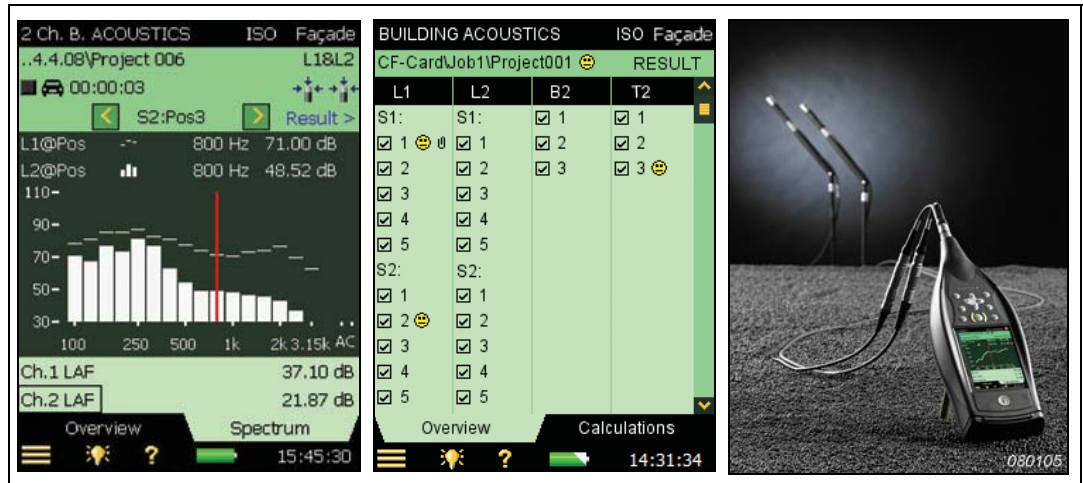 2 Ch. B. ACOUSTICS ISO Façade
..4.4.08\Project 006 L1&L2
00:00:03
< S2:Pos3 > Result >
L1@Pos 800 Hz 71.00 dB
L2@Pos 800 Hz 48.52 dB
110-
90-
70-
50-
30-
100 250 500 1k 2k 3.15k AC
Ch.1 LAF 37.10 dB
Ch.2 LAF 21.87 dB
Overview Spectrum
? 15:45:30
BUILDING ACOUSTICS ISO Façade
CF-Card\Job1\Project001 RESULT
L1 L2 B2 T2
S1: S1: 1 1
1 1 2 2
2 2 3 3
3 3
4 4
5 5
S2: S2:
1 1
2 2
3 3
4 4
5 5
Overview Calculations
? 14:31:34
080105